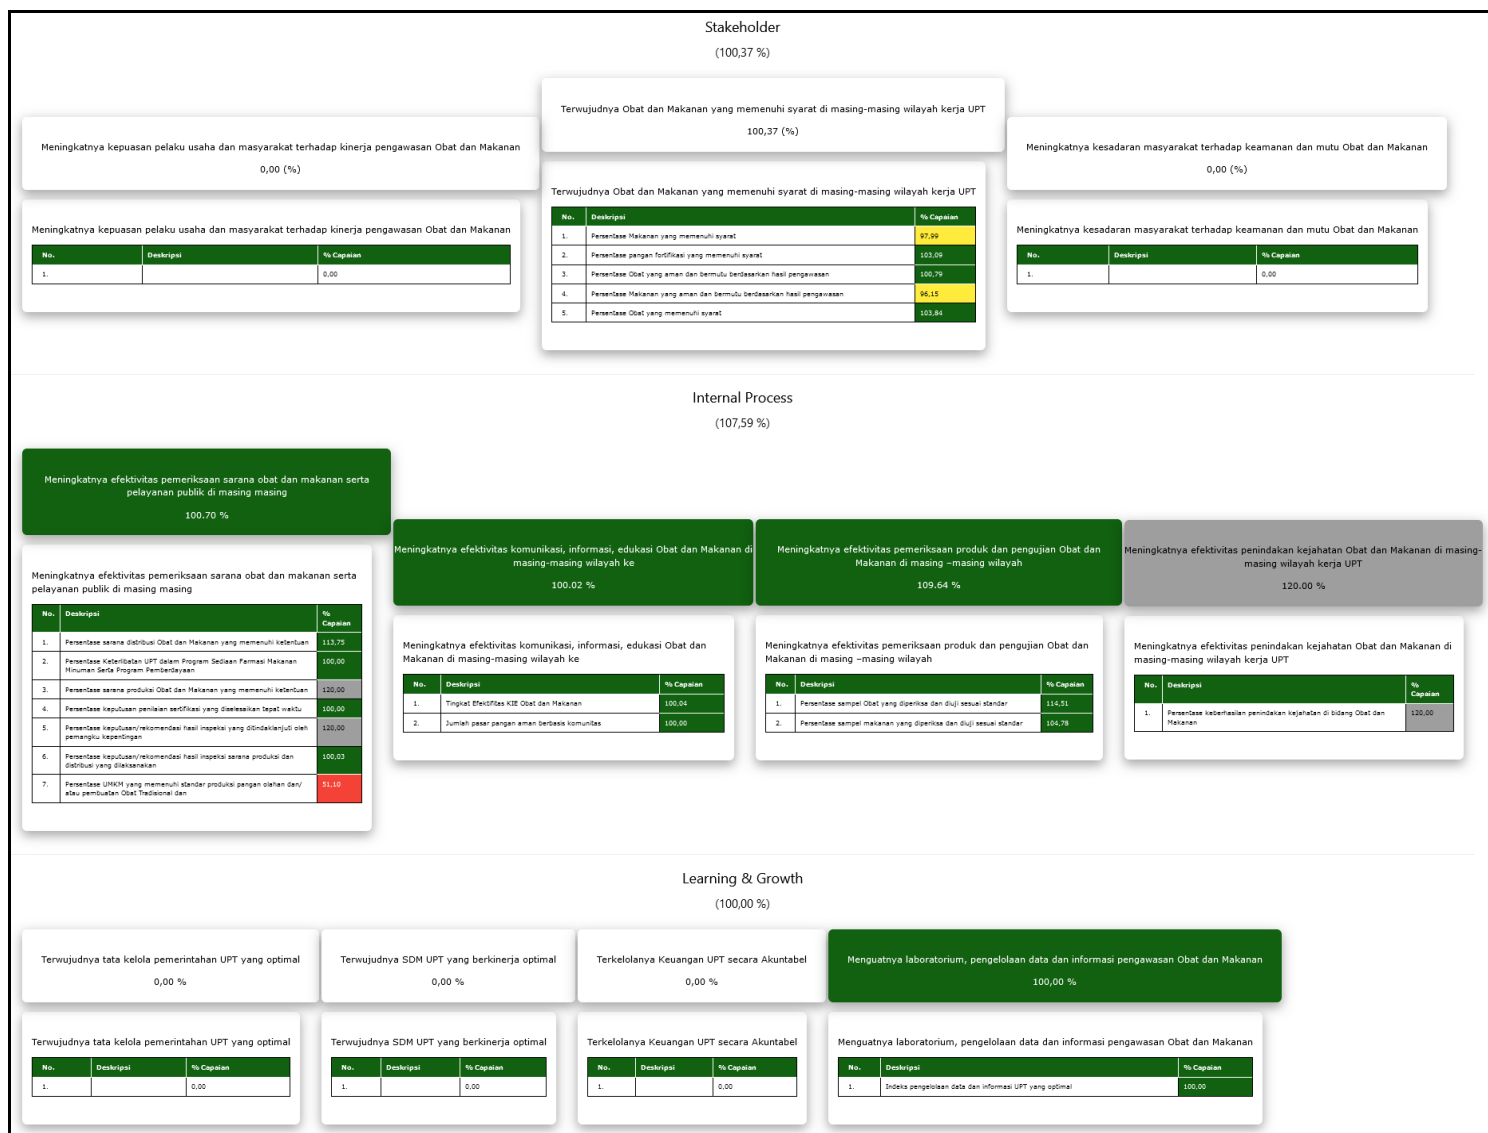 Stakeholder
(100,37 %)
Meningkatnya kepuasan pelaku usaha dan masyarakat terhadap kinerja pengawasan Obat dan Makanan
0,00 (%)
Meningkatnya kepuasan pelaku usaha dan masyarakat terhadap kinerja pengawasan Obat dan Makanan
No. Deskripsi % Capaian
1. 0,00
Terwujudnya Obat dan Makanan yang memenuhi syarat di masing-masing wilayah kerja UPT
100,37 (%)
Terwujudnya Obat dan Makanan yang memenuhi syarat di masing-masing wilayah kerja UPT
No. Deskripsi % Capaian
1. Persentase Makanan yang memenuhi syarat 97,99
2. Persentase pangan fortifikasi yang memenuhi syarat 103,09
3. Persentase Obat yang aman dan bermutu berdasarkan hasil pengawasan 100,79
4. Persentase Makanan yang aman dan bermutu berdasarkan hasil pengawasan 96,15
5. Persentase Obat yang memenuhi syarat 103,84
Meningkatnya kesadaran masyarakat terhadap keamanan dan mutu Obat dan Makanan
0,00 (%)
Meningkatnya kesadaran masyarakat terhadap keamanan dan mutu Obat dan Makanan
No. Deskripsi % Capaian
1. 0,00
Internal Process
(107,59 %)
Meningkatnya efektivitas pemeriksaan sarana obat dan makanan serta
pelayanan publik di masing masing
100.70 %
Meningkatnya efektivitas pemeriksaan sarana obat dan makanan serta
pelayanan publik di masing masing
No. Deskripsi %
Capaian
1. Persentase sarana distribusi Obat dan Makanan yang memenuhi ketentuan 113,75
2. Persentase Keterlibatan UPT dalam Program Sediaan Farmasi Makanan
Minuman Serta Program Pemberdayaan 100,00
3. Persentase sarana produksi Obat dan Makanan yang memenuhi ketentuan 120,00
4. Persentase keputusan penilaian sertifikasi yang diselesaikan tepat waktu 100,00
5. Persentase keputusan/rekomendasi hasil inspeksi yang ditindaklanjuti oleh
pemangku kepentingan 120,00
6. Persentase keputusan/rekomendasi hasil inspeksi sarana produksi dan
distribusi yang dilaksanakan 100,03
7. Persentase UMKM yang memenuhi standar produksi pangan olahan dan/
atau pembuatan Obat Tradisional dan 51,10
Meningkatnya efektivitas komunikasi, informasi, edukasi Obat dan Makanan di
masing-masing wilayah ke
100.02 %
Meningkatnya efektivitas komunikasi, informasi, edukasi Obat dan
Makanan di masing-masing wilayah ke
No. Deskripsi % Capaian
1. Tingkat Efektifitas KIE Obat dan Makanan 100,04
2. Jumlah pasar pangan aman berbasis komunitas 100,00
Meningkatnya efektivitas pemeriksaan produk dan pengujian Obat dan
Makanan di masing –masing wilayah
109.64 %
Meningkatnya efektivitas pemeriksaan produk dan pengujian Obat dan
Makanan di masing –masing wilayah
No. Deskripsi % Capaian
1. Persentase sampel Obat yang diperiksa dan diuji sesuai standar 114,51
2. Persentase sampel makanan yang diperiksa dan diuji sesuai standar 104,78
Meningkatnya efektivitas penindakan kejahatan Obat dan Makanan di masing-
masing wilayah kerja UPT
120.00 %
Meningkatnya efektivitas penindakan kejahatan Obat dan Makanan di
masing-masing wilayah kerja UPT
No. Deskripsi %
Capaian
1. Persentase keberhasilan penindakan kejahatan di bidang Obat dan
Makanan 120,00
Learning & Growth
(100,00 %)
Terwujudnya tata kelola pemerintahan UPT yang optimal
0,00 %
Terwujudnya tata kelola pemerintahan UPT yang optimal
No. Deskripsi % Capaian
1. 0,00
Terwujudnya SDM UPT yang berkinerja optimal
0,00 %
Terwujudnya SDM UPT yang berkinerja optimal
No. Deskripsi % Capaian
1. 0,00
Terkelolanya Keuangan UPT secara Akuntabel
0,00 %
Terkelolanya Keuangan UPT secara Akuntabel
No. Deskripsi % Capaian
1. 0,00
Menguatnya laboratorium, pengelolaan data dan informasi pengawasan Obat dan Makanan
100,00 %
Menguatnya laboratorium, pengelolaan data dan informasi pengawasan Obat dan Makanan
No. Deskripsi % Capaian
1. Indeks pengelolaan data dan informasi UPT yang optimal 100,00